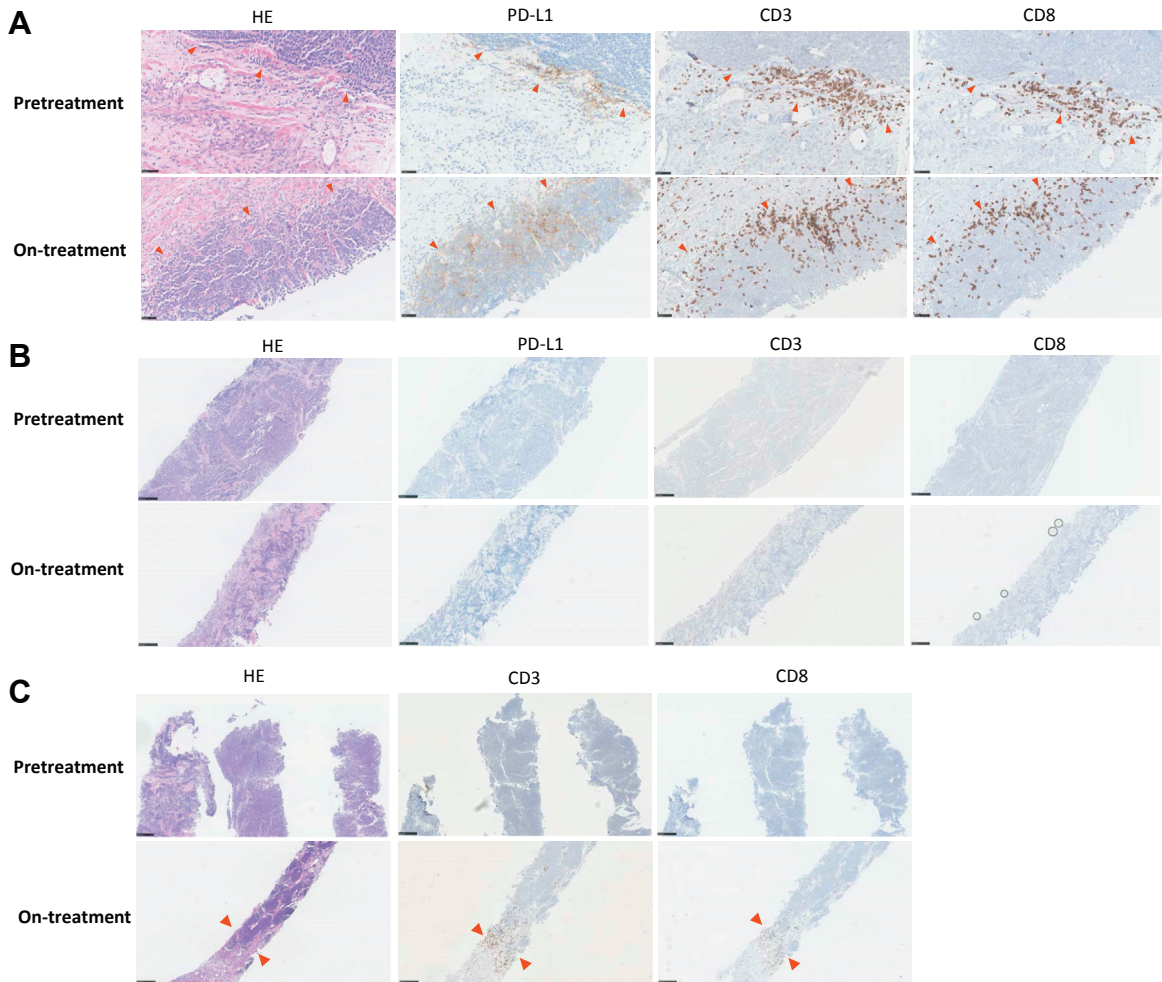 A
HE PD-L1 CD3 CD8
Pretreatment
On-treatment
B
HE PD-L1 CD3 CD8
Pretreatment
On-treatment
C
HE CD3 CD8
Pretreatment
On-treatment